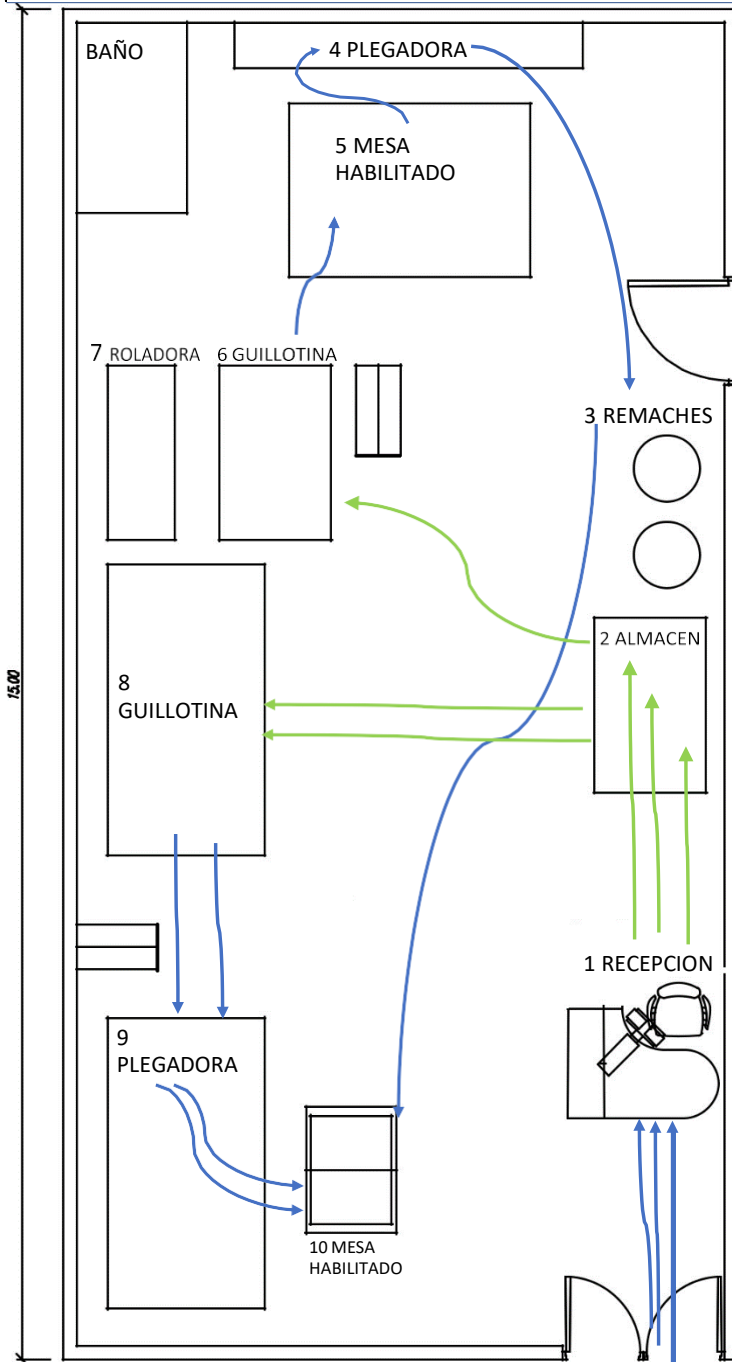 BAÑO
4 PLEGADORA
5 MESA
HABILITADO
7 ROLADORA
6 GUILLOTINA
3 REMACHES
2 ALMACEN
8
GUILLOTINA
15.00
1 RECEPCION
9
PLEGADORA
10 MESA
HABILITADO